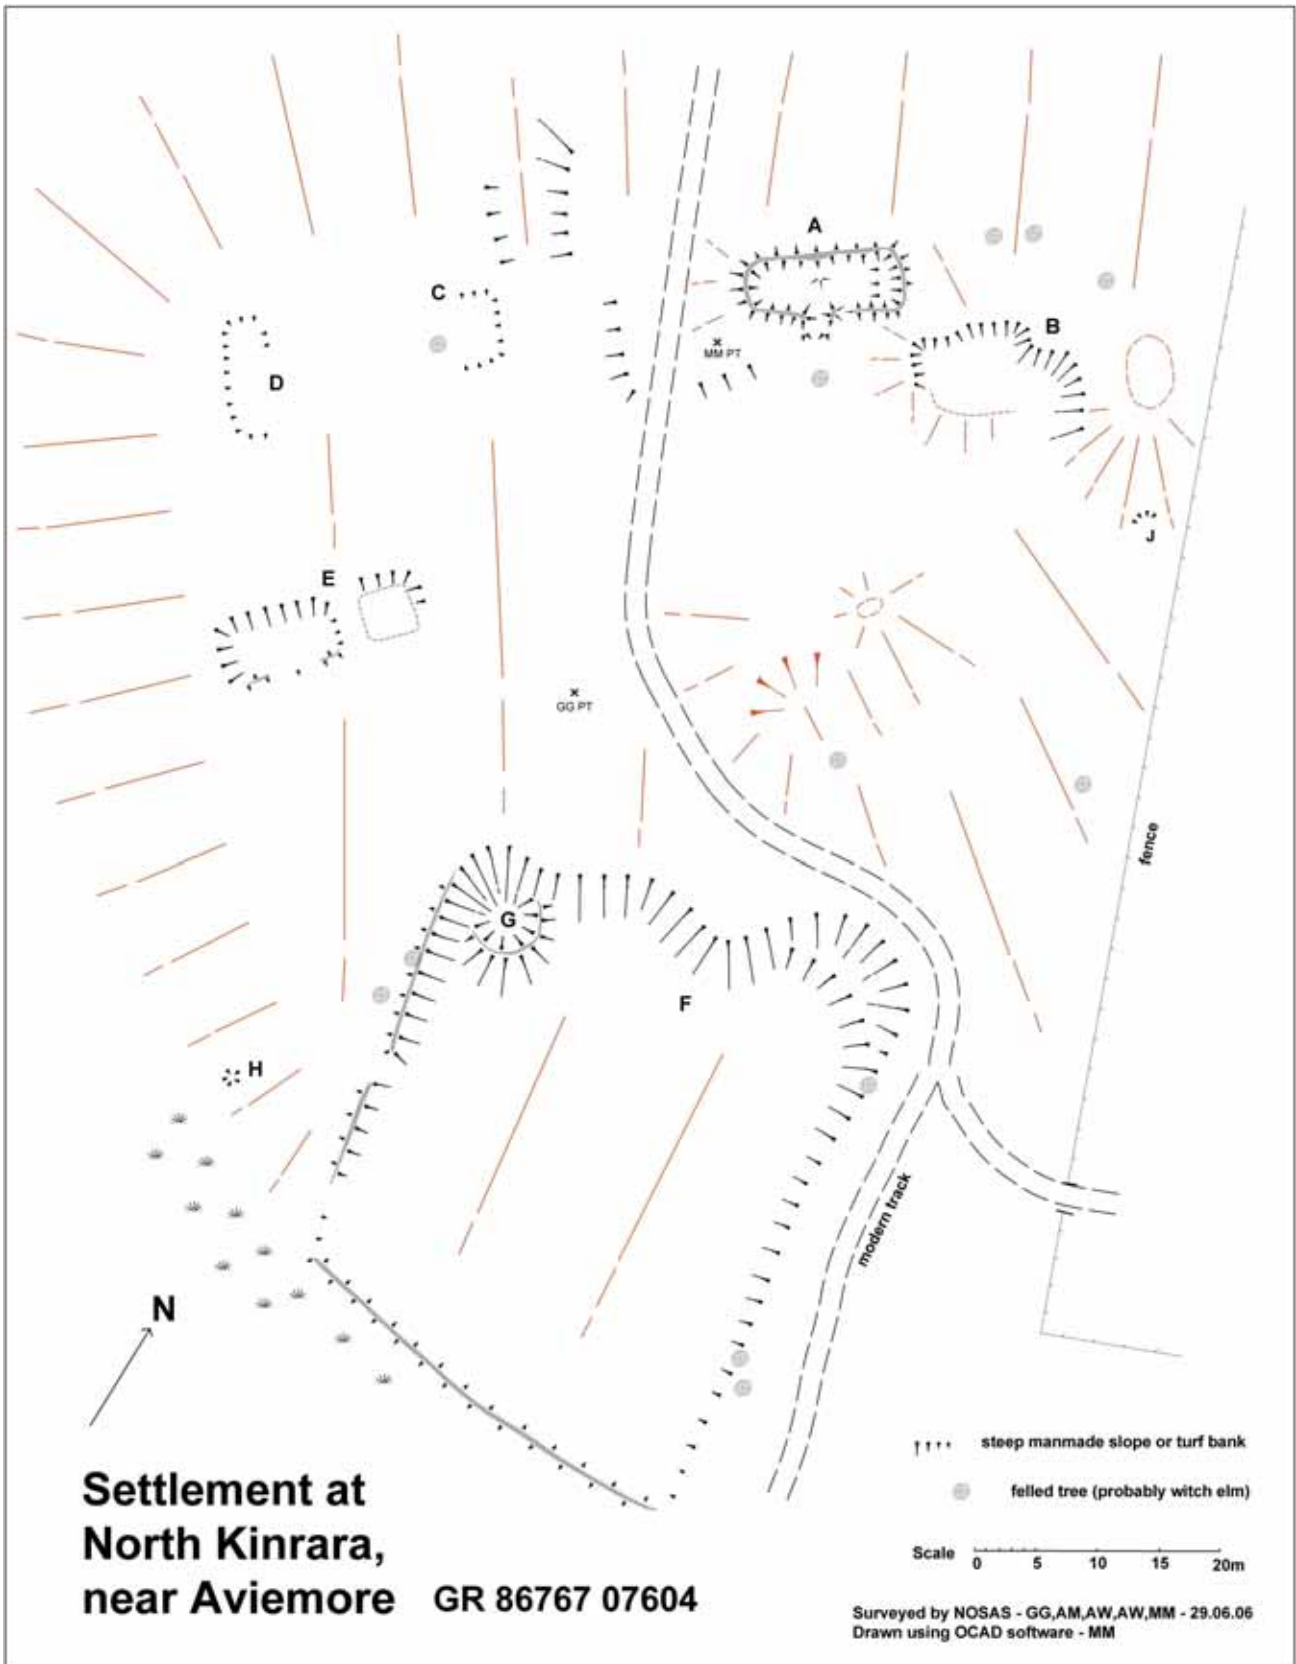 A
B
C
MM PT
D
J
E
GG PT
fence
G
F
H
modern track
N
steep manmade slope or turf bank
felled tree (probably witch elm)
Settlement at
North Kinrara,
near Aviemore GR 86767 07604
Scale 0 5 10 15 20m
Surveyed by NOSAS - GG,AM,AW,AW,MM - 29.06.06
Drawn using OCAD software - MM